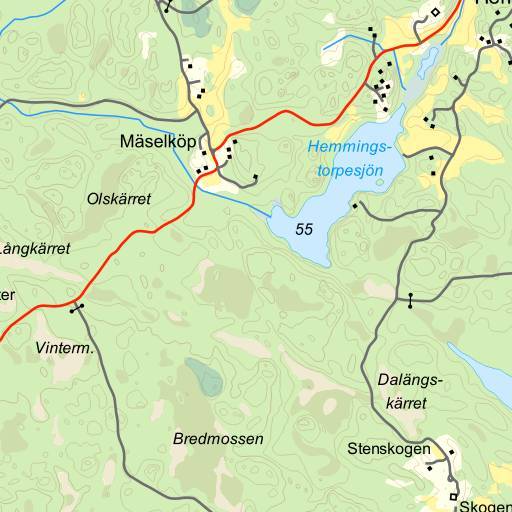 Mäselköp
Hemmings-
torpesjön
Olskärret
55
Långkärret
Vinterm.
Dalängs-
kärret
Bredmossen
Stenskogen
Skogen